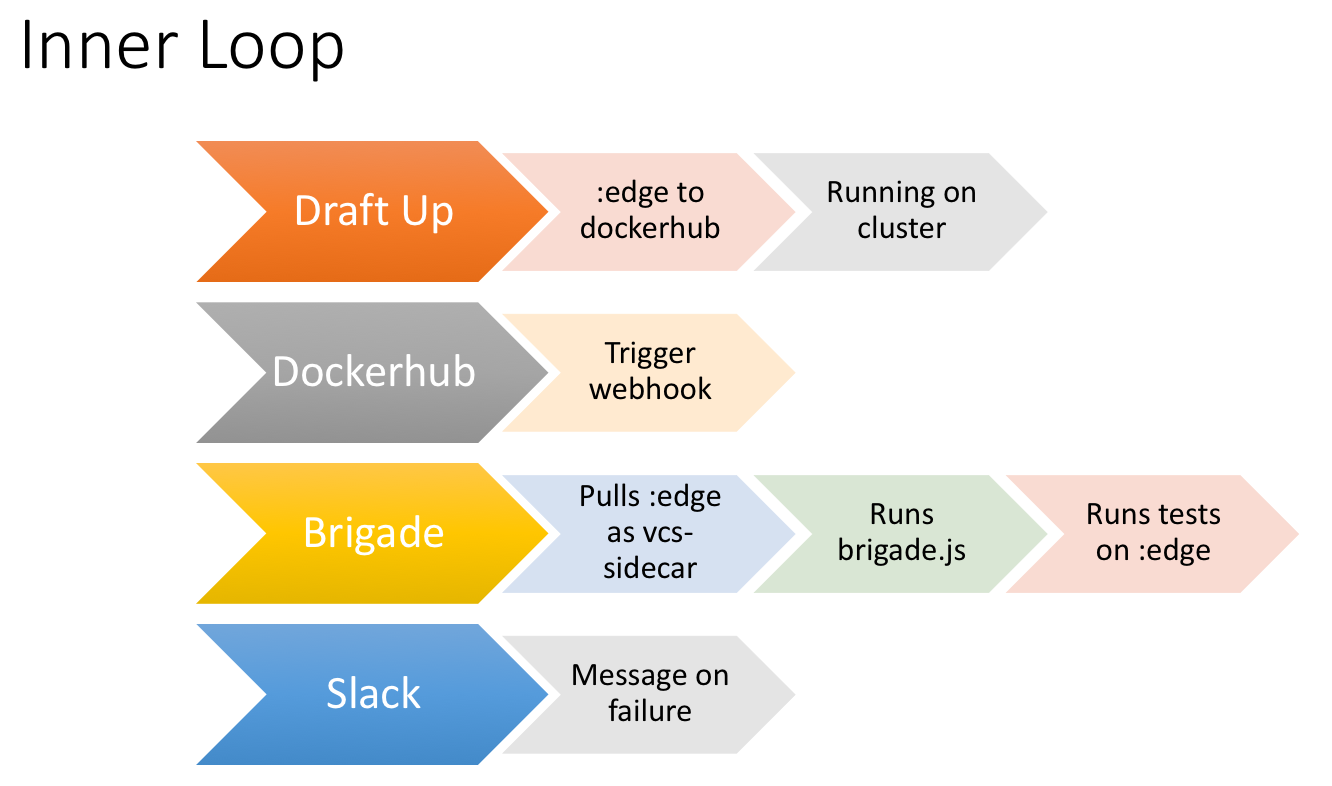 Inner Loop
Draft Up
:edge to
dockerhub
Running on
cluster
Dockerhub
Trigger
webhook
Brigade
Pulls :edge
as vcs-
sidecar
Runs
brigade.js
Runs tests
on :edge
Slack
Message on
failure